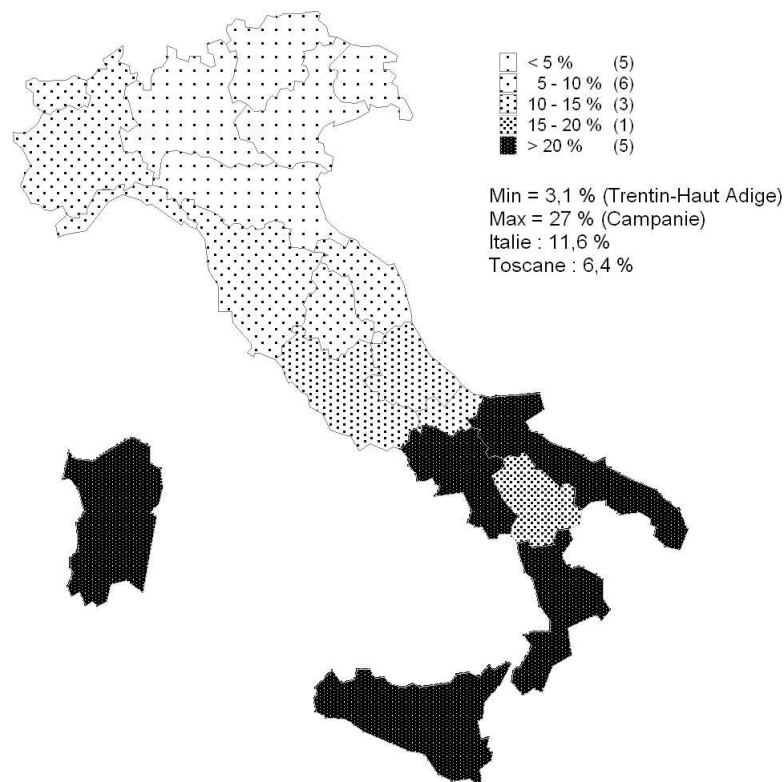 < 5 % (5)
5 - 10 % (6)
10 - 15 % (3)
15 - 20 % (1)
> 20 % (5)
Min = 3,1 % (Trentin-Haut Adige)
Max = 27 % (Campanie)
Italie : 11,6 %
Toscane : 6,4 %